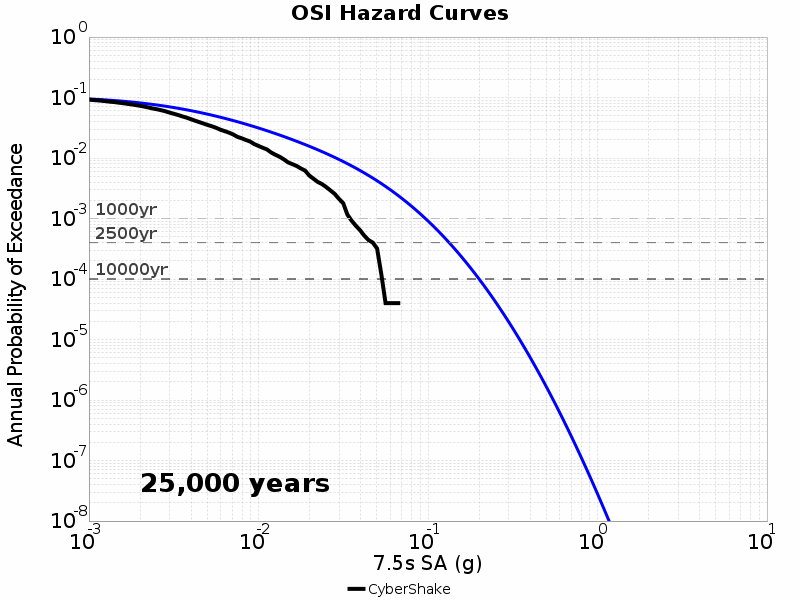 OSI Hazard Curves
Annual Probability of Exceedance
10^0
10^-1
10^-2
10^-3
10^-4
10^-5
10^-6
10^-7
10^-8
1000yr
2500yr
10000yr
25,000 years
10^-3 10^-2 10^-1 10^0 10^1
7.5s SA (g)
CyberShake